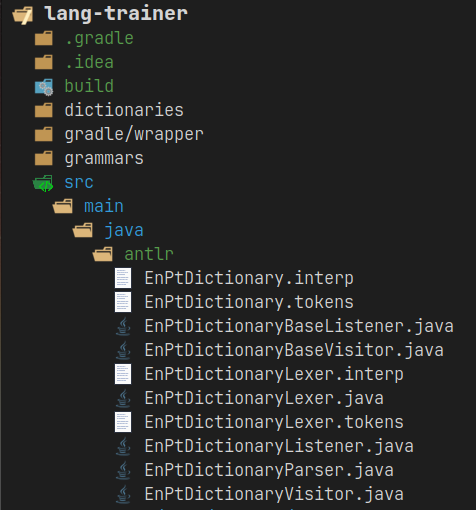 lang-trainer
.gradle
.idea
build
dictionaries
gradle/wrapper
grammars
src
main
java
antlr
EnPtDictionary.interp
EnPtDictionary.tokens
EnPtDictionaryBaseListener.java
EnPtDictionaryBaseVisitor.java
EnPtDictionaryLexer.interp
EnPtDictionaryLexer.java
EnPtDictionaryLexer.tokens
EnPtDictionaryListener.java
EnPtDictionaryParser.java
EnPtDictionaryVisitor.java